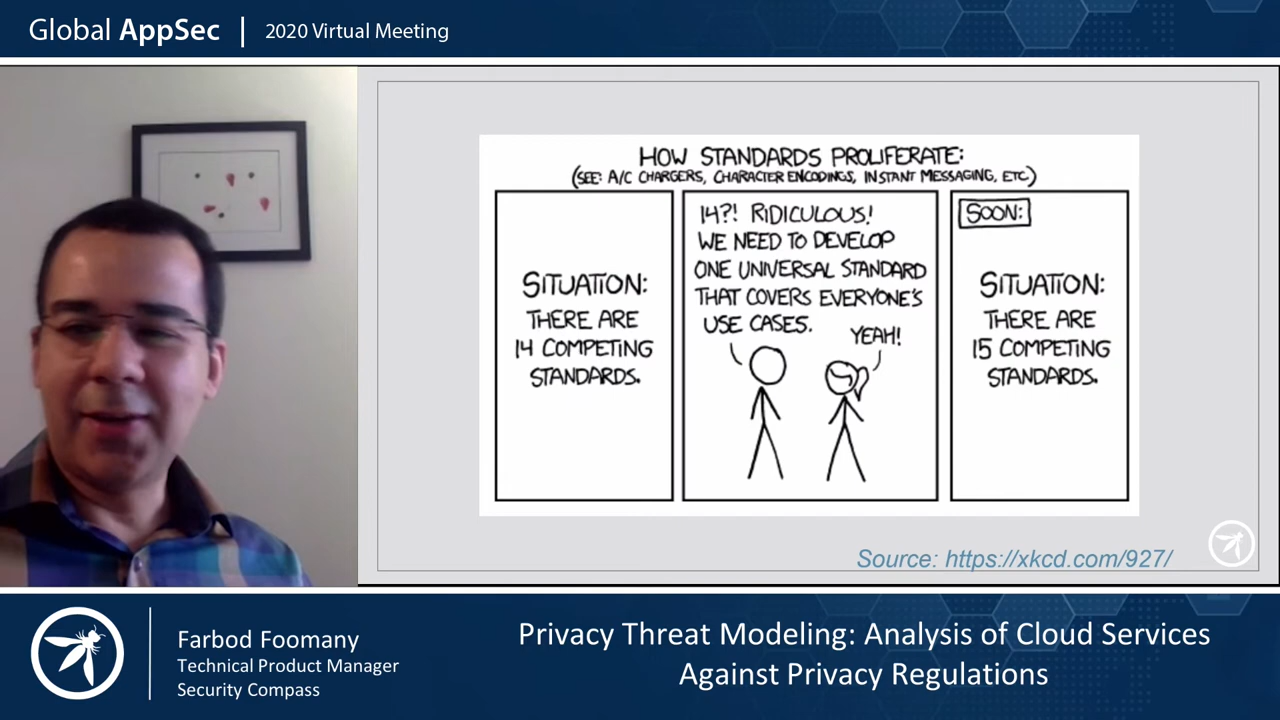 Global AppSec | 2020 Virtual Meeting
HOW STANDARDS PROLIFERATE:
(SEE: A/C CHARGERS, CHARACTER ENCODINGS, INSTANT MESSAGING, ETC.)
SITUATION:
THERE ARE
14 COMPETING
STANDARDS.
14?! RIDICULOUS!
WE NEED TO DEVELOP
ONE UNIVERSAL STANDARD
THAT COVERS EVERYONE'S
USE CASES.
YEAH!
SOON:
SITUATION:
THERE ARE
15 COMPETING
STANDARDS.
Source: https://xkcd.com/927/
Farbod Foomany
Technical Product Manager
Security Compass
Privacy Threat Modeling: Analysis of Cloud Services
Against Privacy Regulations